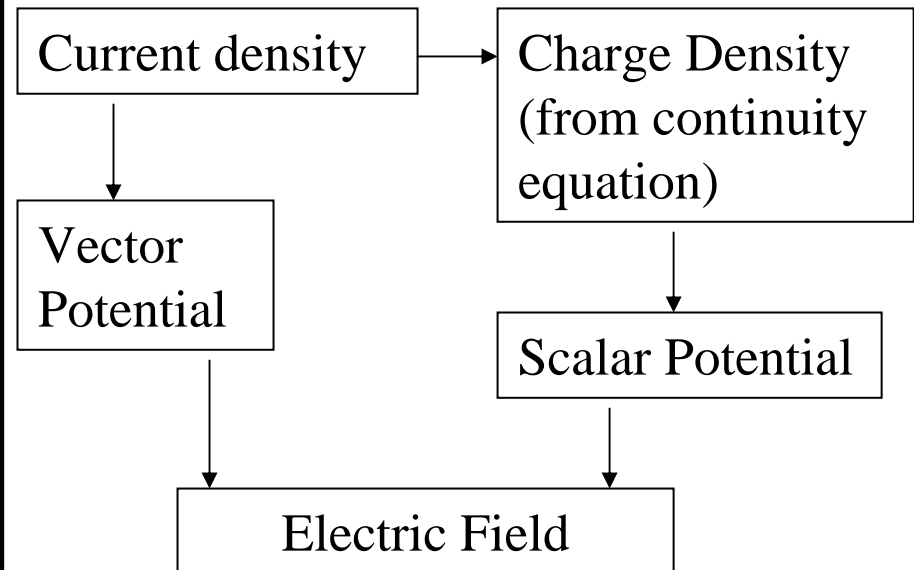 Current density
Charge Density
(from continuity
equation)
Vector
Potential
Scalar Potential
Electric Field